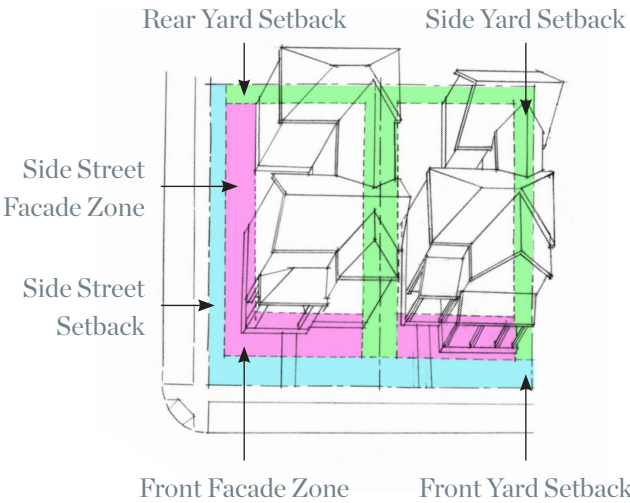 Rear Yard Setback
Side Yard Setback
Side Street
Facade Zone
Side Street
Setback
Front Facade Zone
Front Yard Setback